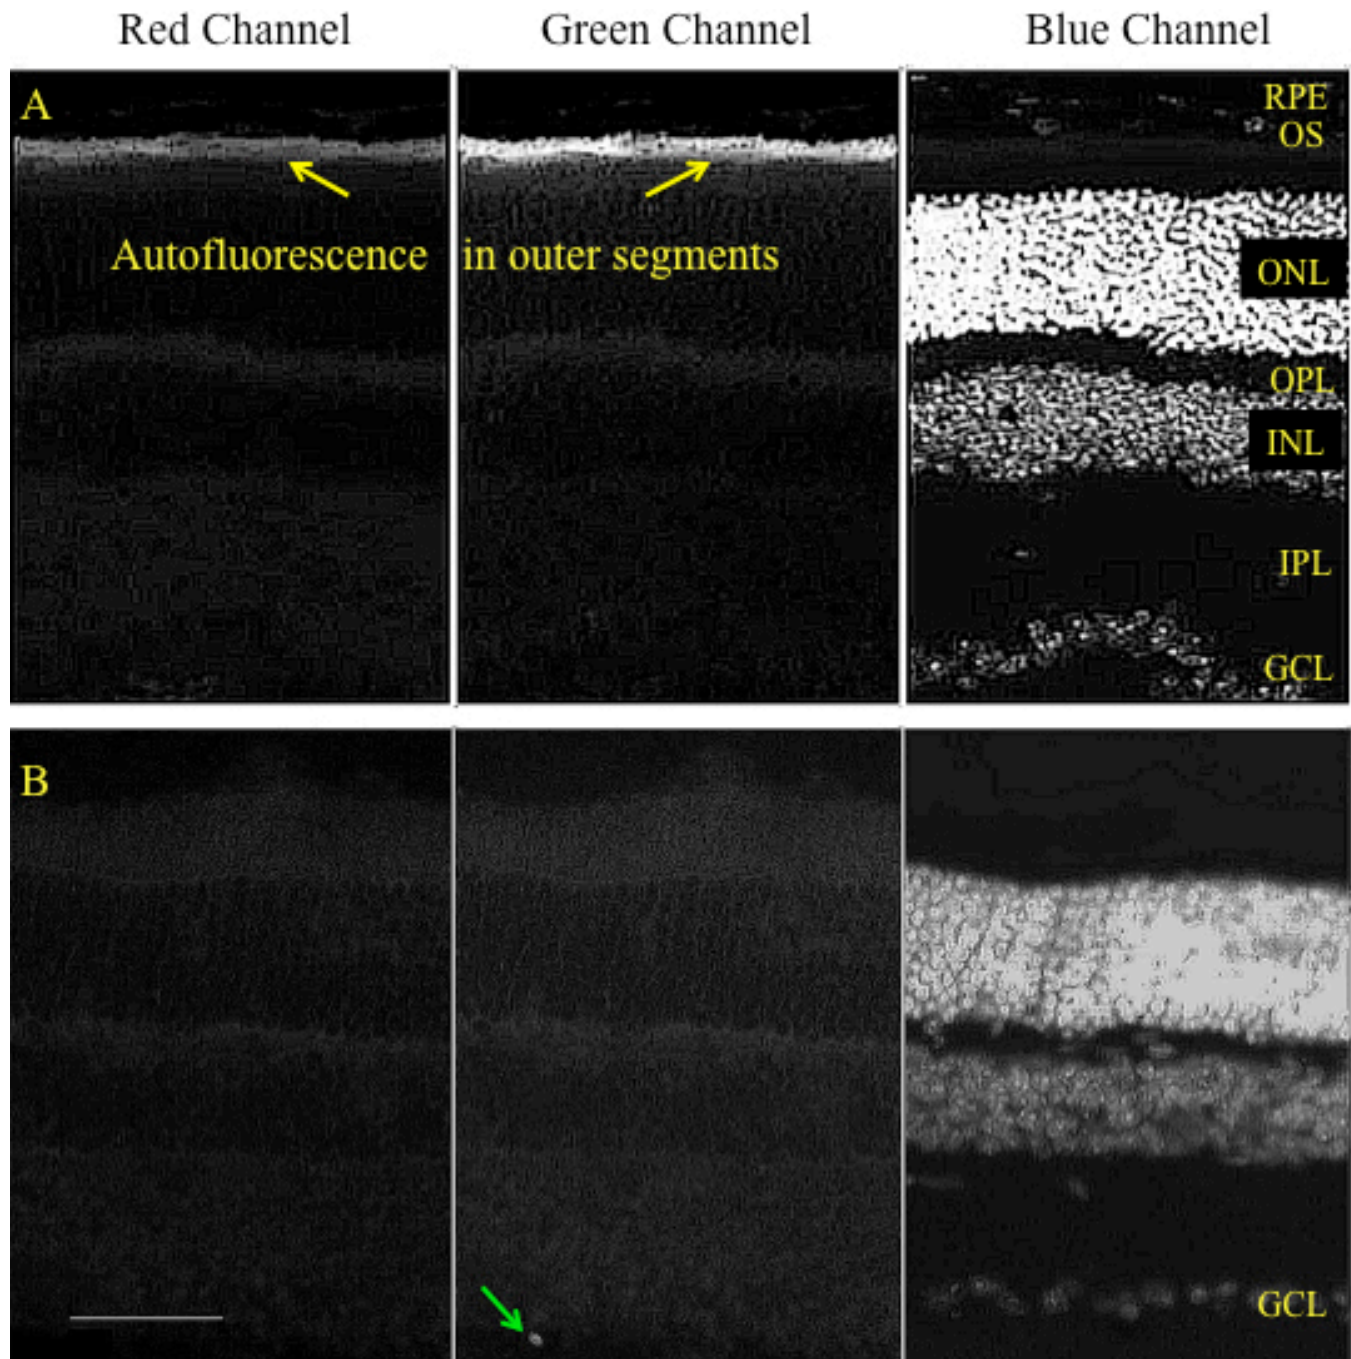 Red Channel
Green Channel
Blue Channel
A
RPE
OS
Autofluorescence in outer segments
ONL
OPL
INL
IPL
GCL
B
GCL